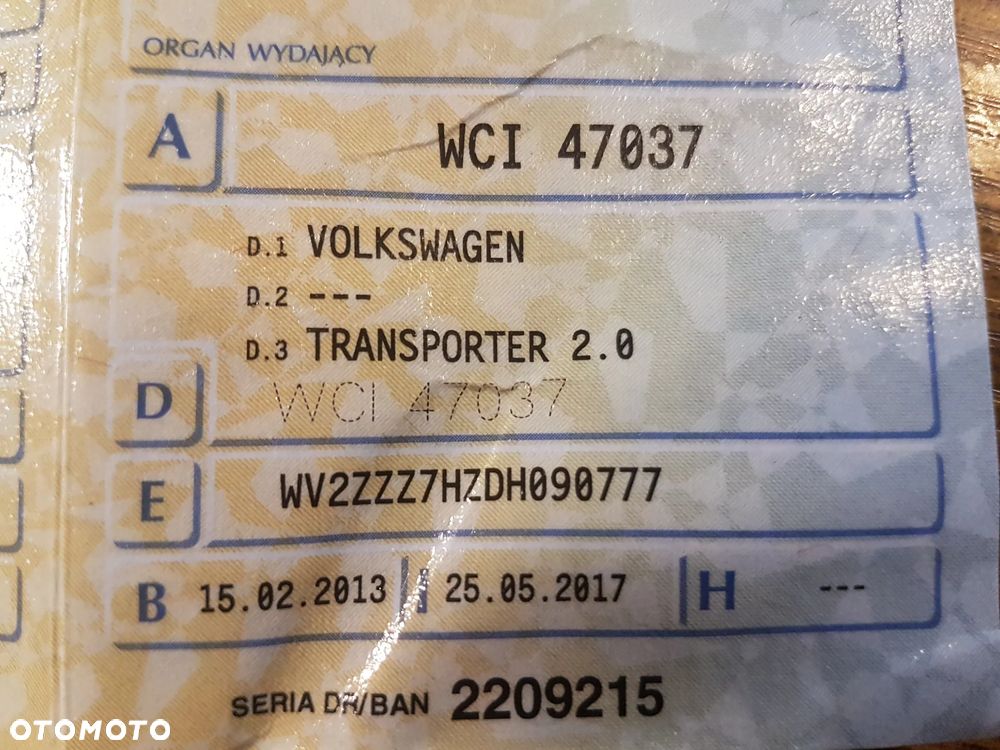 ORGAN WYDAJĄCY
A WCI 47037
D.1 VOLKSWAGEN
D.2 ---
D.3 TRANSPORTER 2.0
D WCI 47037
E WV2ZZZ7HZDH090777
B 15.02.2013 I 25.05.2017 H ---
SERIA DR/BAN 2209215
OTOMOTO